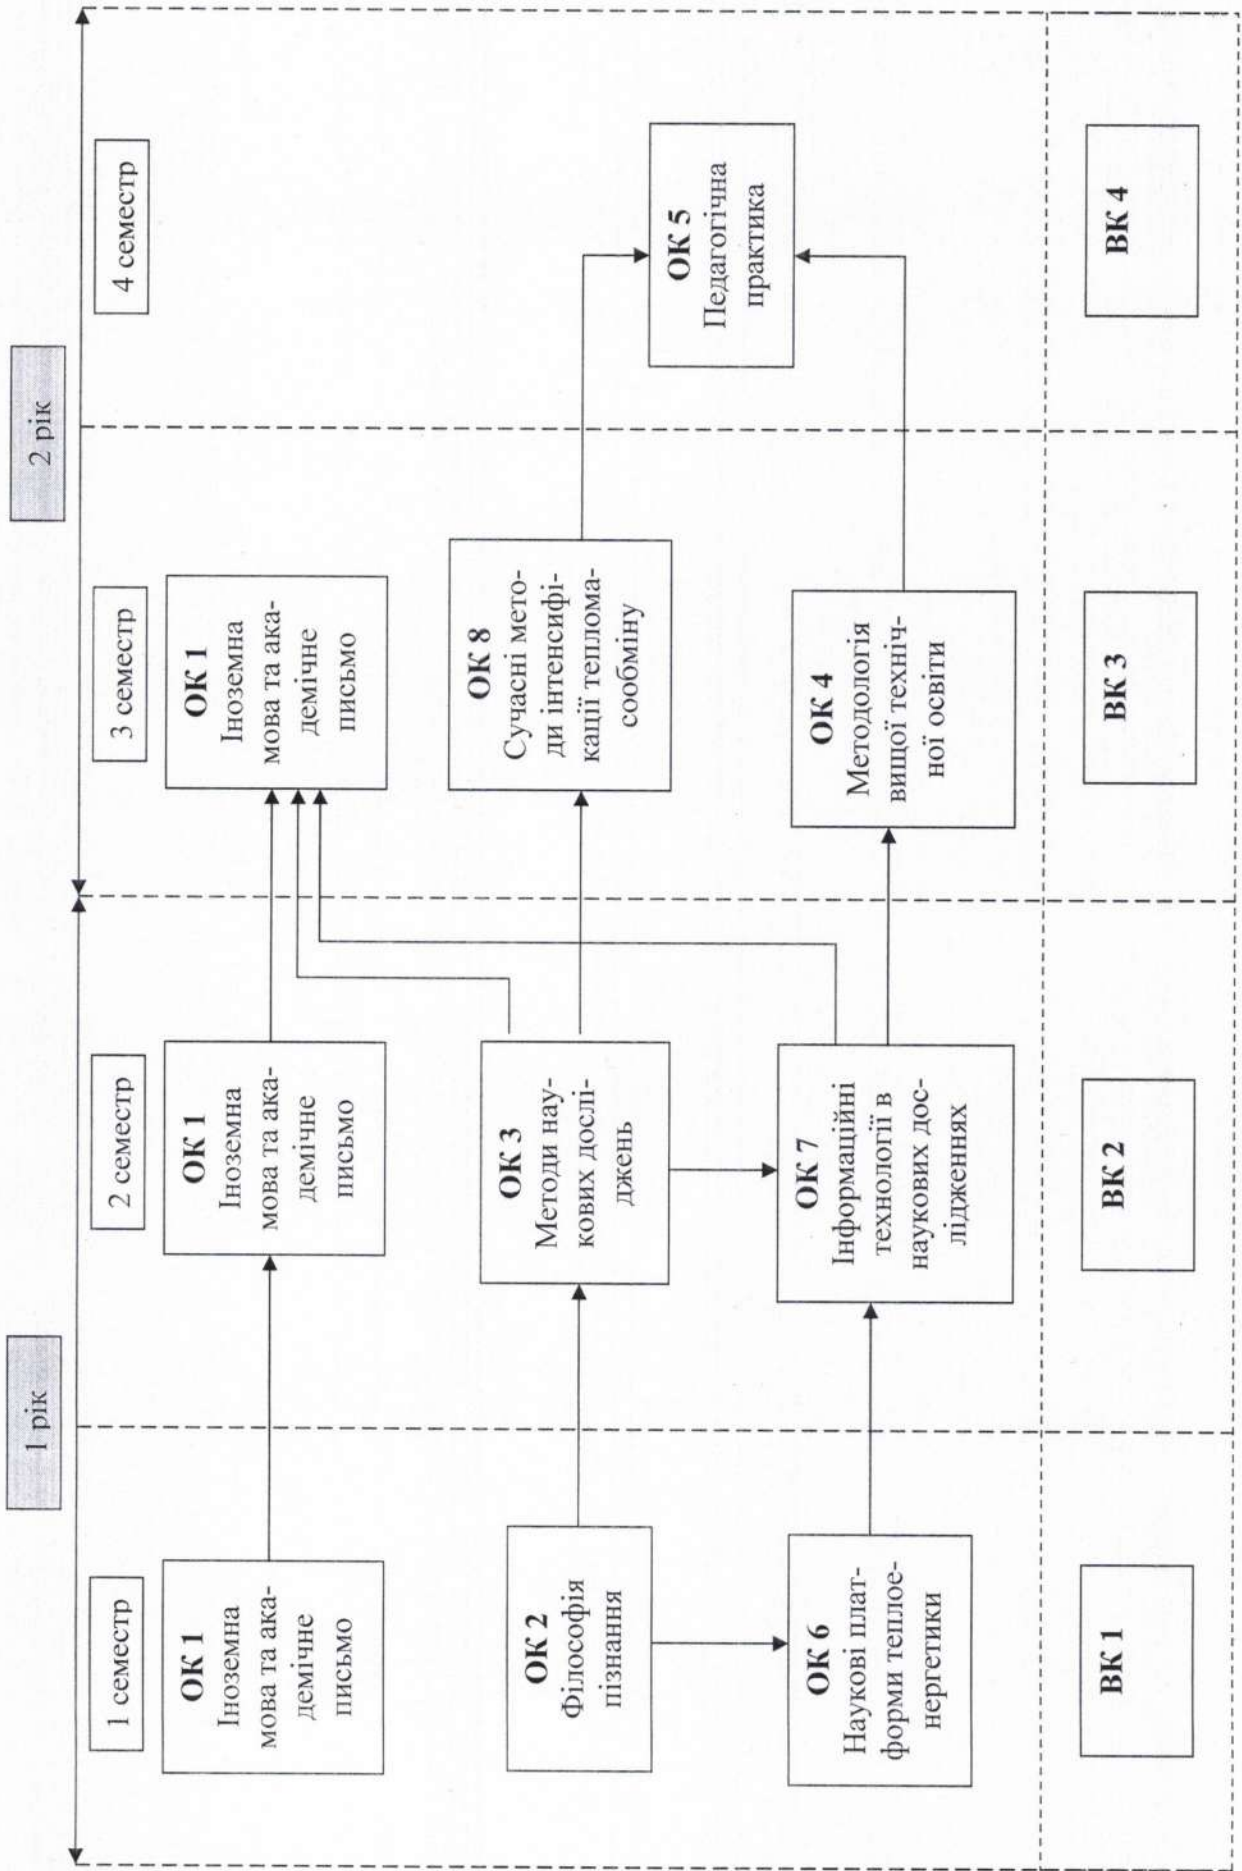 1 рік
2 рік
1 семестр
2 семестр
3 семестр
4 семестр
ОК 1
Іноземна
мова та ака-
демічне
письмо
ОК 1
Іноземна
мова та ака-
демічне
письмо
ОК 1
Іноземна
мова та ака-
демічне
письмо
ОК 2
Філософія
пізнання
ОК 3
Методи нау-
кових дослі-
джень
ОК 8
Сучасні мето-
ди інтенсифі-
кації тепломa-
сообміну
ОК 5
Педагогічна
практика
ОК 6
Наукові плат-
форми теплое-
нергетики
ОК 7
Інформаційні
технології в
наукових дос-
лідженнях
ОК 4
Методологія
вищої техніч-
ної освіти
ВК 1
ВК 2
ВК 3
ВК 4